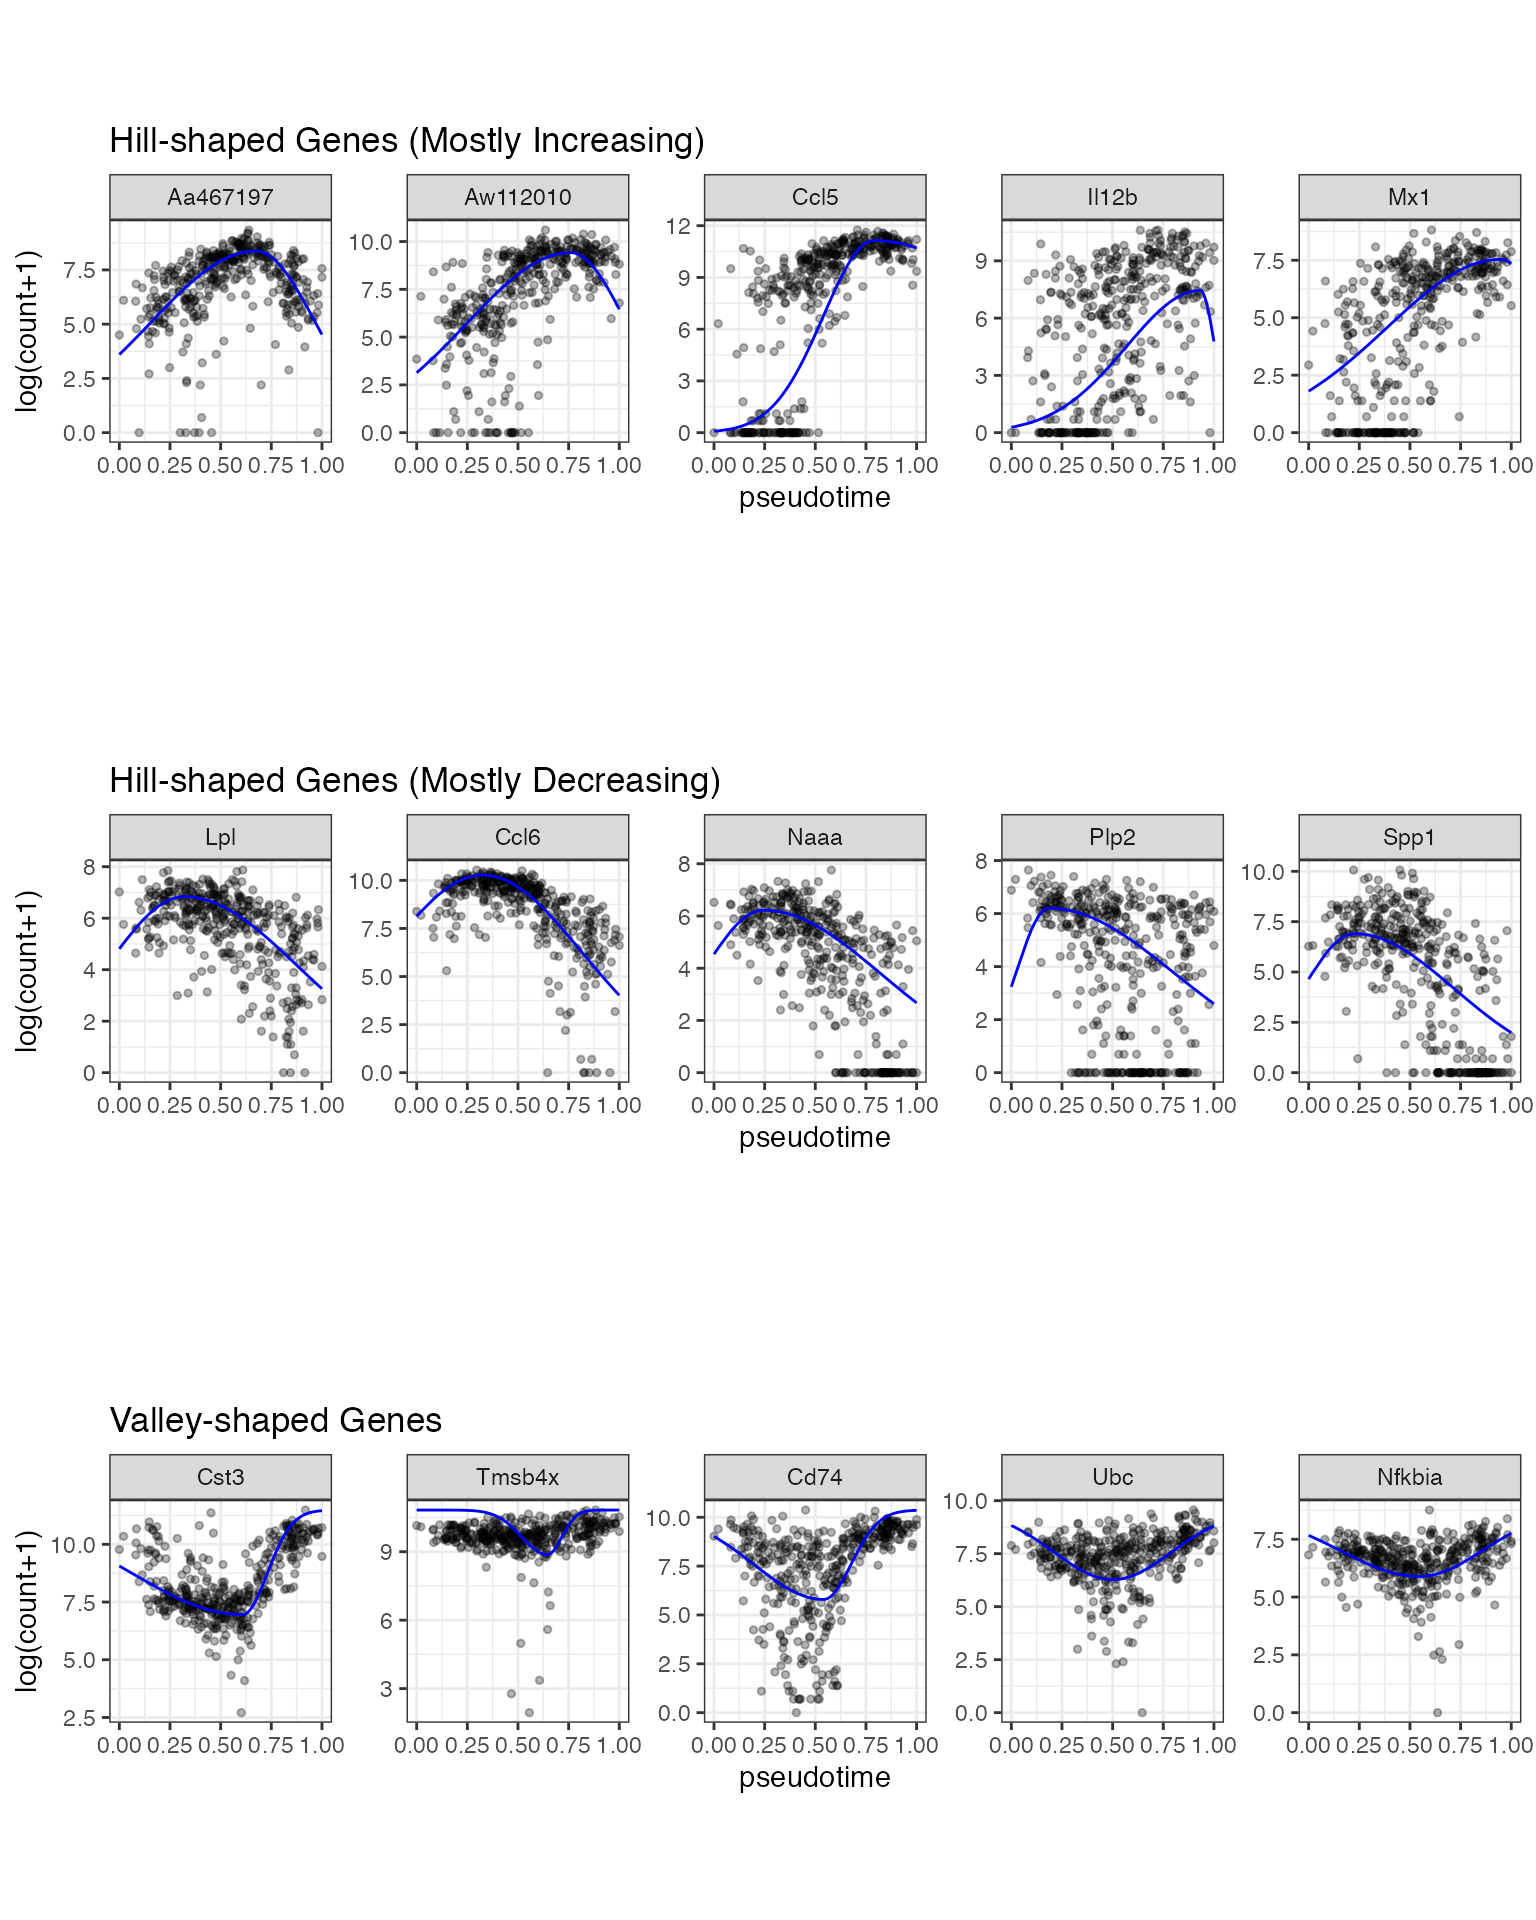 Hill-shaped Genes (Mostly Increasing)
Aa467197 Aw112010 Ccl5 Il12b Mx1
log(count+1)
7.5 5.0 2.5 0.0
10.0 7.5 5.0 2.5 0.0
12 9 6 3 0
9 6 3 0
7.5 5.0 2.5 0.0
0.00 0.25 0.50 0.75 1.00 0.00 0.25 0.50 0.75 1.00 0.00 0.25 0.50 0.75 1.00 0.00 0.25 0.50 0.75 1.00 0.00 0.25 0.50 0.75 1.00
pseudotime
Hill-shaped Genes (Mostly Decreasing)
Lpl Ccl6 Naaa Plp2 Spp1
log(count+1)
8 6 4 2 0
10.0 7.5 5.0 2.5 0.0
8 6 4 2 0
8 6 4 2 0
10.0 7.5 5.0 2.5 0.0
0.00 0.25 0.50 0.75 1.00 0.00 0.25 0.50 0.75 1.00 0.00 0.25 0.50 0.75 1.00 0.00 0.25 0.50 0.75 1.00 0.00 0.25 0.50 0.75 1.00
pseudotime
Valley-shaped Genes
Cst3 Tmsb4x Cd74 Ubc Nfkbia
log(count+1)
10.0 7.5 5.0 2.5
9 6 3
10.0 7.5 5.0 2.5 0.0
10.0 7.5 5.0 2.5 0.0
7.5 5.0 2.5 0.0
0.00 0.25 0.50 0.75 1.00 0.00 0.25 0.50 0.75 1.00 0.00 0.25 0.50 0.75 1.00 0.00 0.25 0.50 0.75 1.00 0.00 0.25 0.50 0.75 1.00
pseudotime